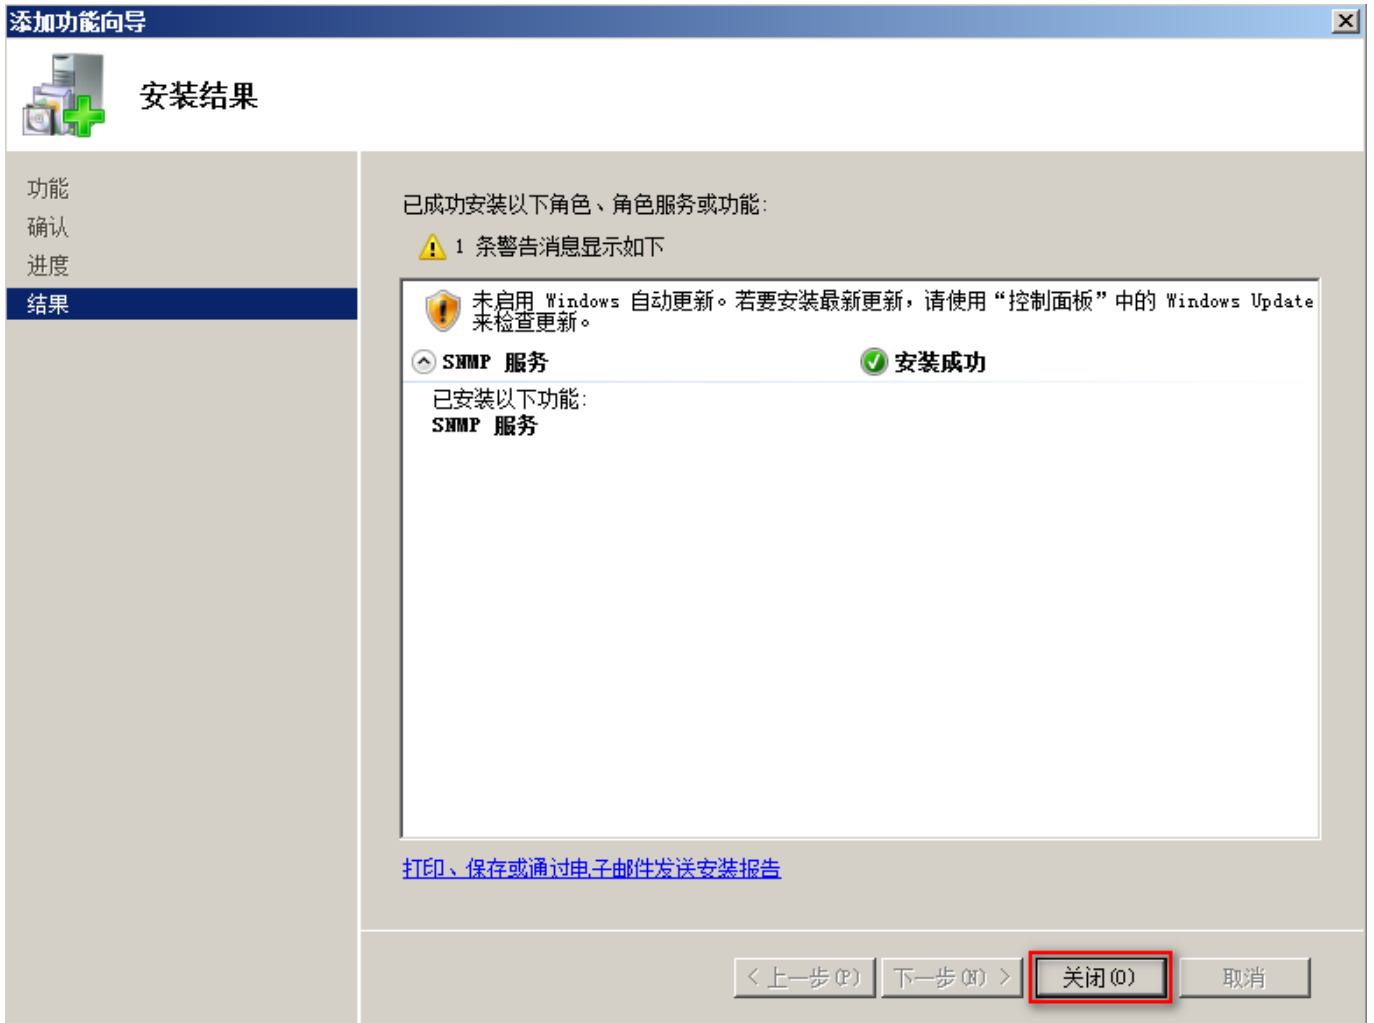 添加功能向导
安装结果
功能
确认
进度
结果
已成功安装以下角色、角色服务或功能:
1 条警告消息显示如下
未启用 Windows 自动更新。若要安装最新更新，请使用“控制面板”中的 Windows Update
来检查更新。
SNMP 服务 安装成功
已安装以下功能:
SNMP 服务
打印、保存或通过电子邮件发送安装报告
< 上一步(P) 下一步(N) > 关闭(O) 取消